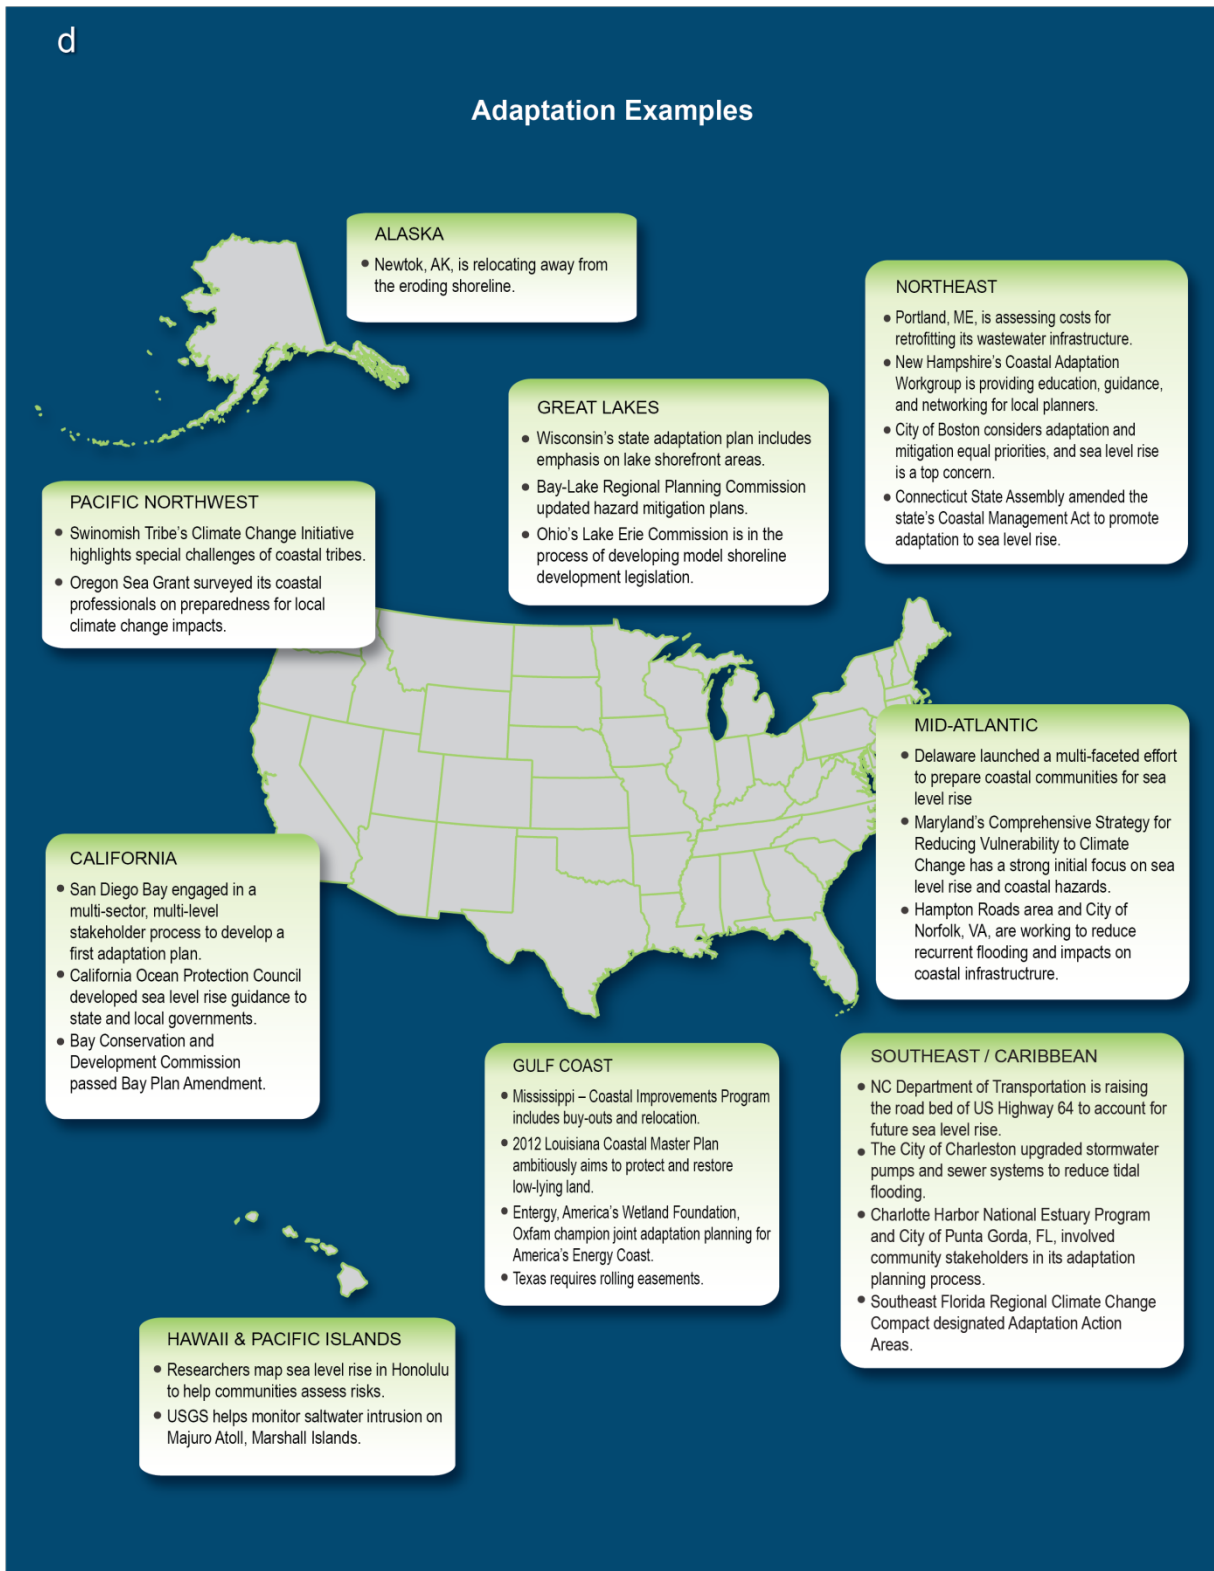 d
Adaptation Examples
ALASKA
• Newtok, AK, is relocating away from
the eroding shoreline.
NORTHEAST
• Portland, ME, is assessing costs for
retrofitting its wastewater infrastructure.
• New Hampshire's Coastal Adaptation
Workgroup is providing education, guidance,
and networking for local planners.
• City of Boston considers adaptation and
mitigation equal priorities, and sea level rise
is a top concern.
• Connecticut State Assembly amended the
state's Coastal Management Act to promote
adaptation to sea level rise.
GREAT LAKES
• Wisconsin's state adaptation plan includes
emphasis on lake shorefront areas.
• Bay-Lake Regional Planning Commission
updated hazard mitigation plans.
• Ohio's Lake Erie Commission is in the
process of developing model shoreline
development legislation.
PACIFIC NORTHWEST
• Swinomish Tribe's Climate Change Initiative
highlights special challenges of coastal tribes.
• Oregon Sea Grant surveyed its coastal
professionals on preparedness for local
climate change impacts.
MID-ATLANTIC
• Delaware launched a multi-faceted effort
to prepare coastal communities for sea
level rise
• Maryland's Comprehensive Strategy for
Reducing Vulnerability to Climate
Change has a strong initial focus on sea
level rise and coastal hazards.
• Hampton Roads area and City of
Norfolk, VA, are working to reduce
recurrent flooding and impacts on
coastal infrastructrure.
CALIFORNIA
• San Diego Bay engaged in a
multi-sector, multi-level
stakeholder process to develop a
first adaptation plan.
• California Ocean Protection Council
developed sea level rise guidance to
state and local governments.
• Bay Conservation and
Development Commission
passed Bay Plan Amendment.
GULF COAST
• Mississippi – Coastal Improvements Program
includes buy-outs and relocation.
• 2012 Louisiana Coastal Master Plan
ambitiously aims to protect and restore
low-lying land.
• Entergy, America's Wetland Foundation,
Oxfam champion joint adaptation planning for
America's Energy Coast.
• Texas requires rolling easements.
SOUTHEAST / CARIBBEAN
• NC Department of Transportation is raising
the road bed of US Highway 64 to account for
future sea level rise.
• The City of Charleston upgraded stormwater
pumps and sewer systems to reduce tidal
flooding.
• Charlotte Harbor National Estuary Program
and City of Punta Gorda, FL, involved
community stakeholders in its adaptation
planning process.
• Southeast Florida Regional Climate Change
Compact designated Adaptation Action
Areas.
HAWAII & PACIFIC ISLANDS
• Researchers map sea level rise in Honolulu
to help communities assess risks.
• USGS helps monitor saltwater intrusion on
Majuro Atoll, Marshall Islands.